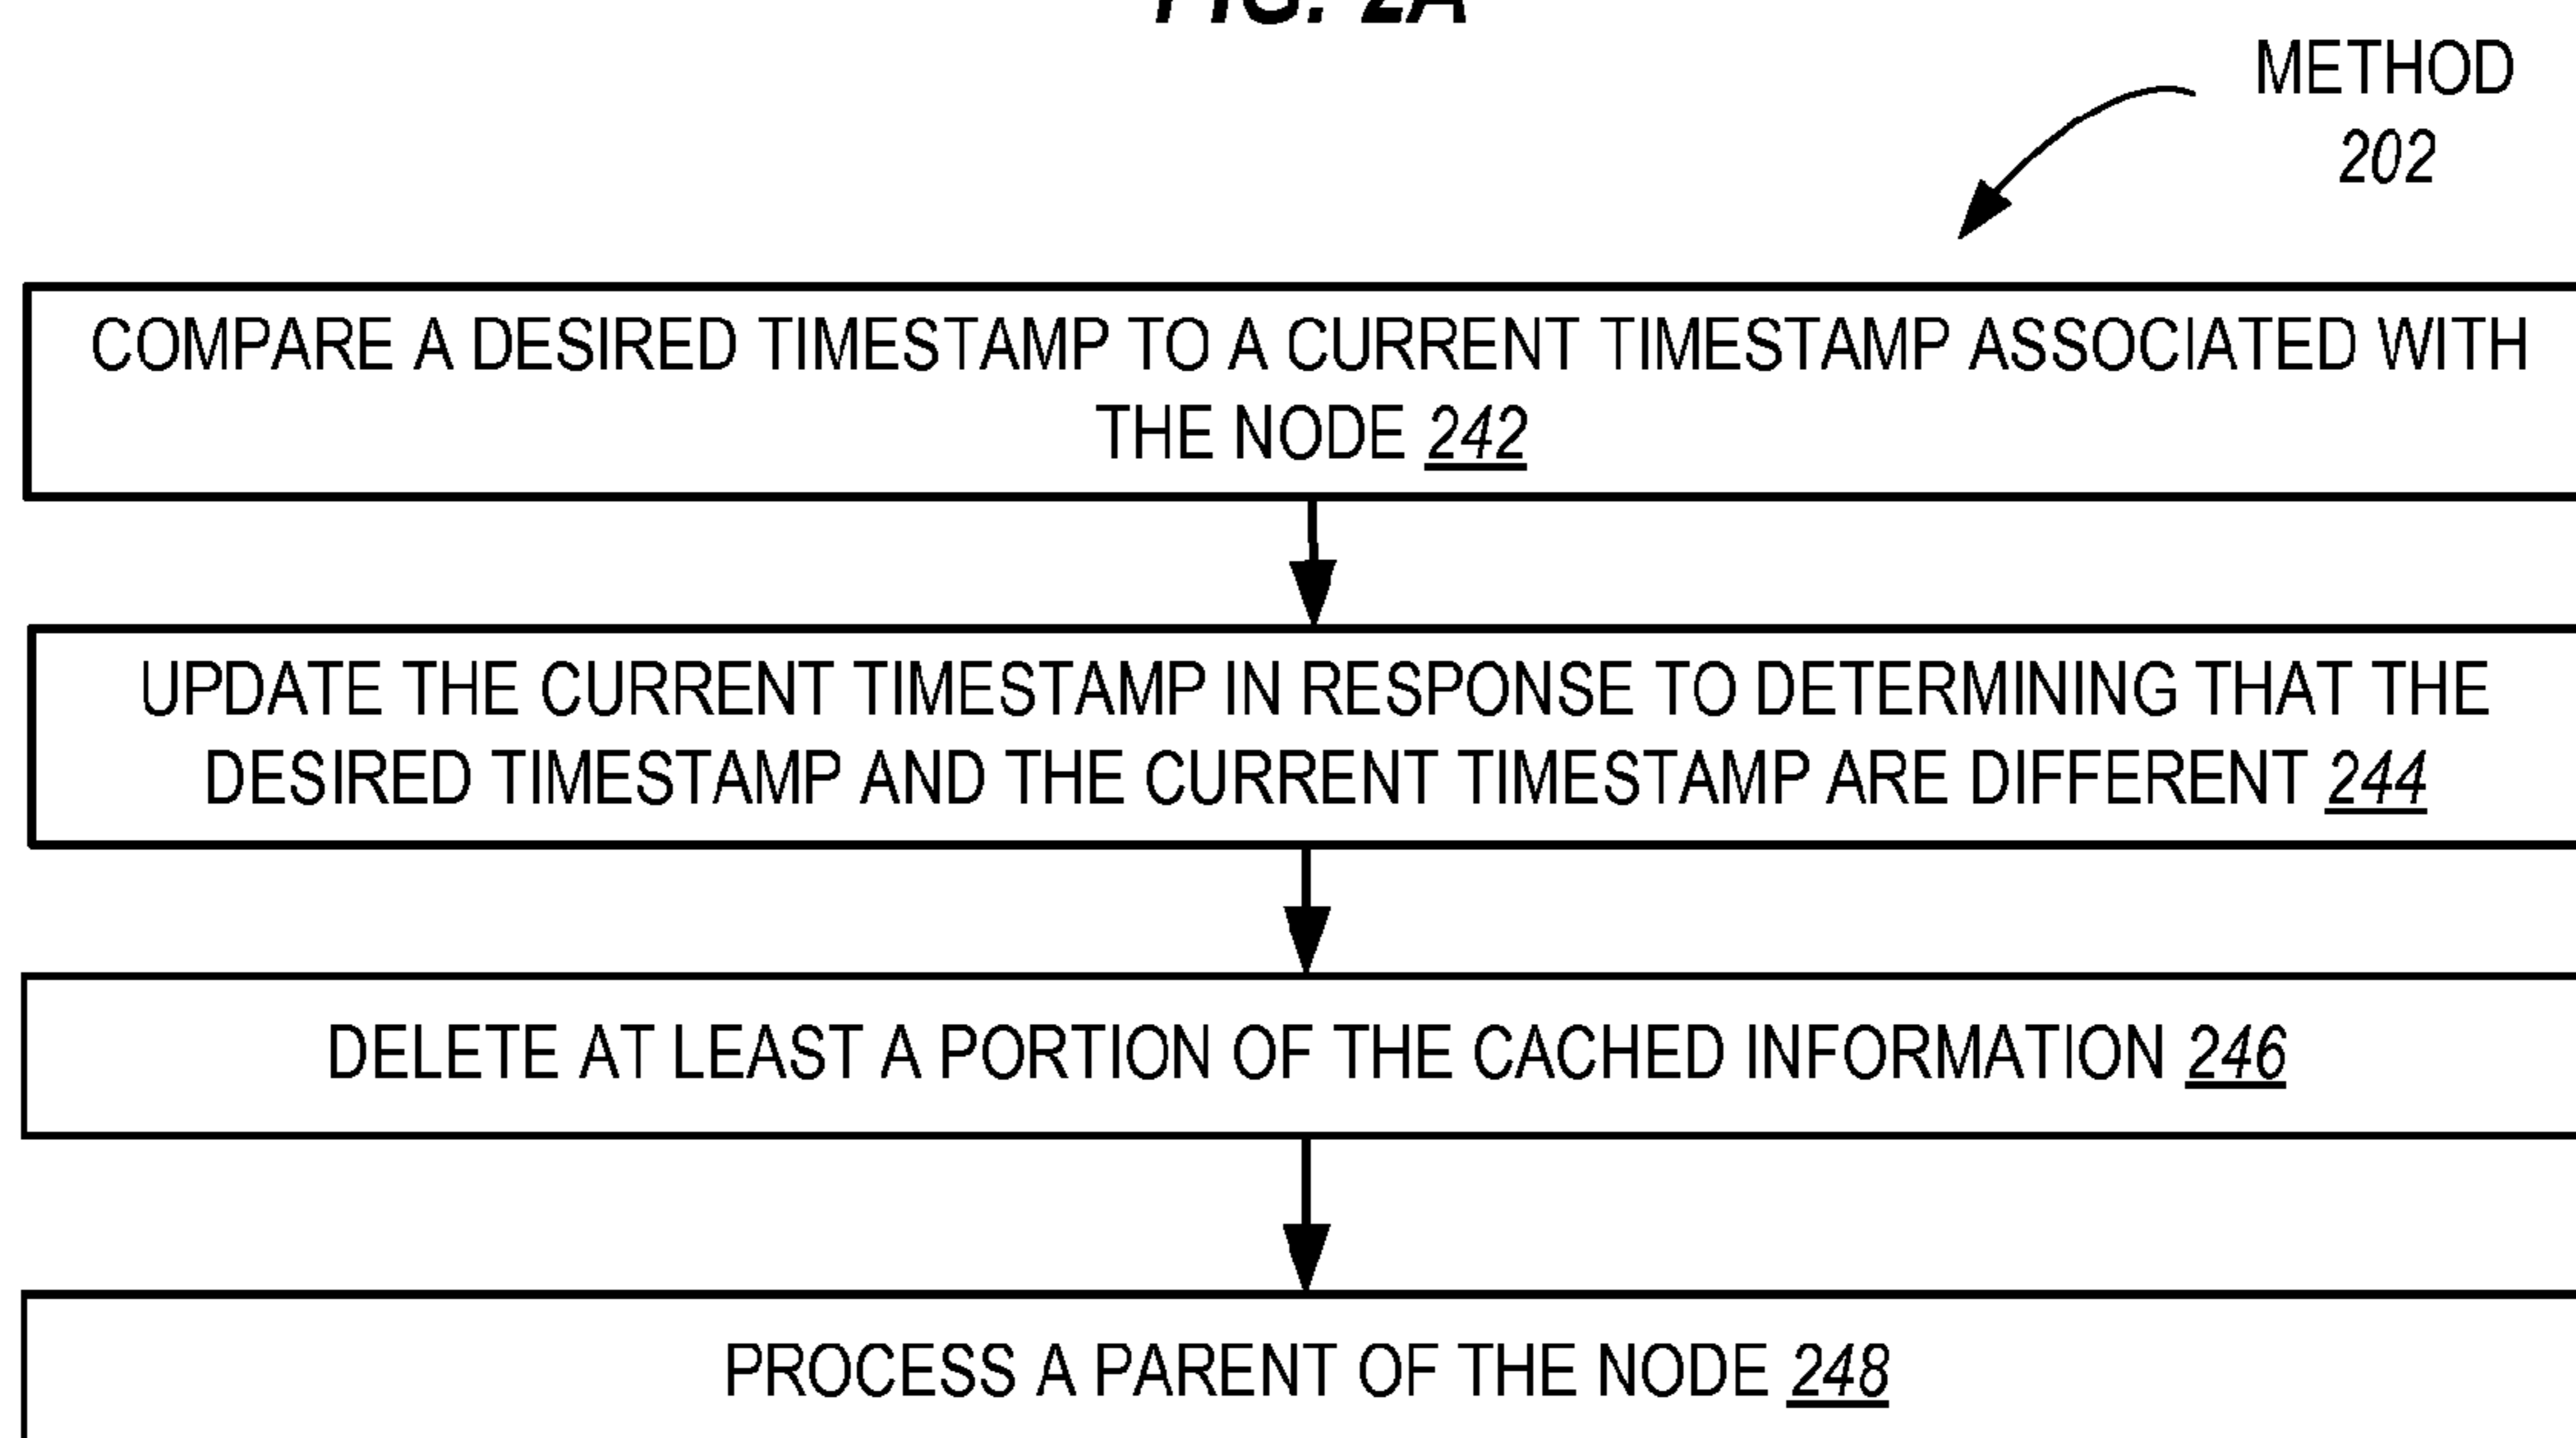 FIG. 2A
METHOD
202
COMPARE A DESIRED TIMESTAMP TO A CURRENT TIMESTAMP ASSOCIATED WITH
THE NODE 242
UPDATE THE CURRENT TIMESTAMP IN RESPONSE TO DETERMINING THAT THE
DESIRED TIMESTAMP AND THE CURRENT TIMESTAMP ARE DIFFERENT 244
DELETE AT LEAST A PORTION OF THE CACHED INFORMATION 246
PROCESS A PARENT OF THE NODE 248